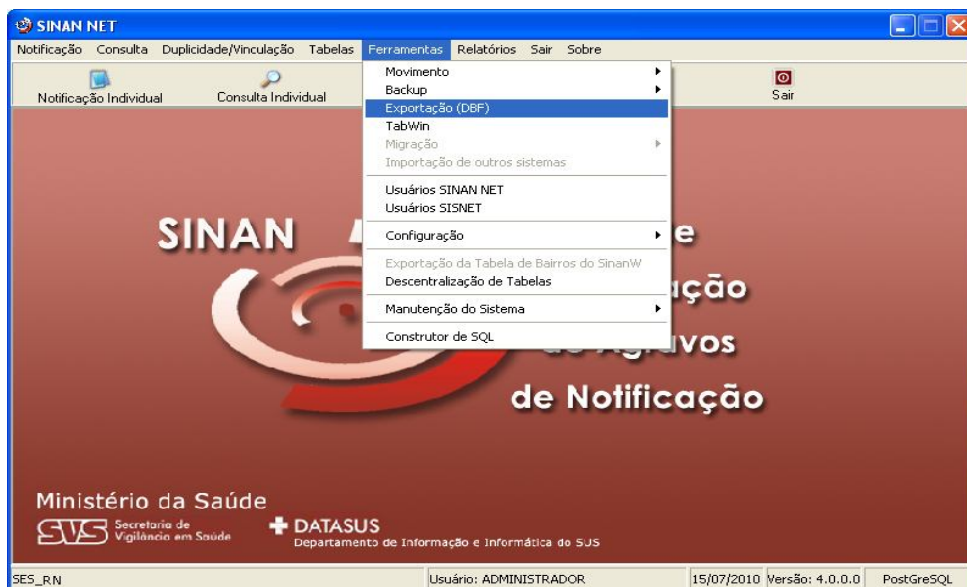 SINAN NET
Notificação Consulta Duplicidade/Vinculação Tabelas Ferramentas Relatórios Sair Sobre
Notificação Individual Consulta Individual Sair
Movimento
Backup
Exportação (DBF)
TabWin
Migração
Importação de outros sistemas
Usuários SINAN NET
Usuários SISNET
Configuração
Exportação da Tabela de Bairros do SinanW
Descentralização de Tabelas
Manutenção do Sistema
Construtor de SQL
SINAN
e
ação
de Agravos
de Notificação
Ministério da Saúde
SVS Secretaria de
Vigilância em Saúde
DATASUS
Departamento de Informação e Informática do SUS
SES_RN Usuário: ADMINISTRADOR 15/07/2010 Versão: 4.0.0.0 PostGreSQL